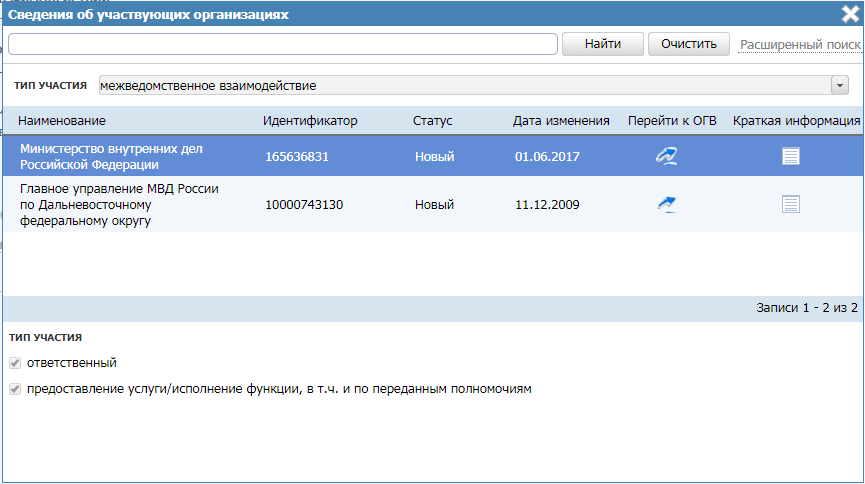 Сведения об участвующих организациях
Найти
Очистить
Расширенный поиск
ТИП УЧАСТИЯ
межведомственное взаимодействие
Наименование Идентификатор Статус Дата изменения Перейти к ОГВ Краткая информация
Министерство внутренних дел
Российской Федерации
165636831 Новый 01.06.2017
Главное управление МВД России
по Дальневосточному
федеральному округу
10000743130 Новый 11.12.2009
Записи 1 - 2 из 2
ТИП УЧАСТИЯ
ответственный
предоставление услуги/исполнение функции, в т.ч. и по переданным полномочиям